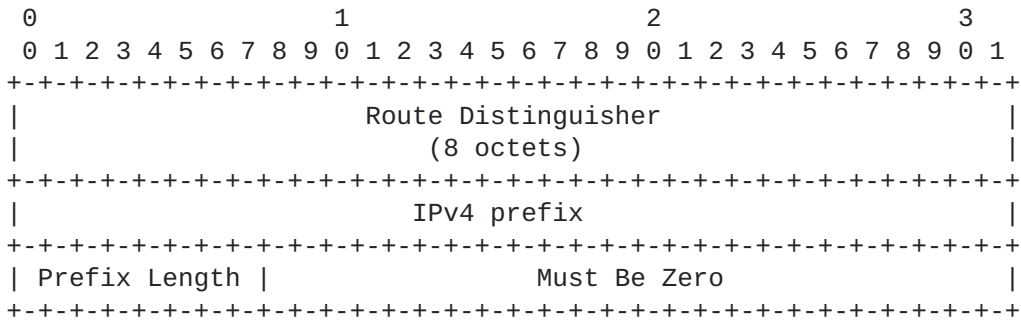 0                   1                   2                   3
 0 1 2 3 4 5 6 7 8 9 0 1 2 3 4 5 6 7 8 9 0 1 2 3 4 5 6 7 8 9 0 1
+-+-+-+-+-+-+-+-+-+-+-+-+-+-+-+-+-+-+-+-+-+-+-+-+-+-+-+-+-+-+-+-+
|                      Route Distinguisher                      |
|                          (8 octets)                           |
+-+-+-+-+-+-+-+-+-+-+-+-+-+-+-+-+-+-+-+-+-+-+-+-+-+-+-+-+-+-+-+-+
|                         IPv4 prefix                           |
+-+-+-+-+-+-+-+-+-+-+-+-+-+-+-+-+-+-+-+-+-+-+-+-+-+-+-+-+-+-+-+-+
| Prefix Length |                 Must Be Zero                  |
+-+-+-+-+-+-+-+-+-+-+-+-+-+-+-+-+-+-+-+-+-+-+-+-+-+-+-+-+-+-+-+-+